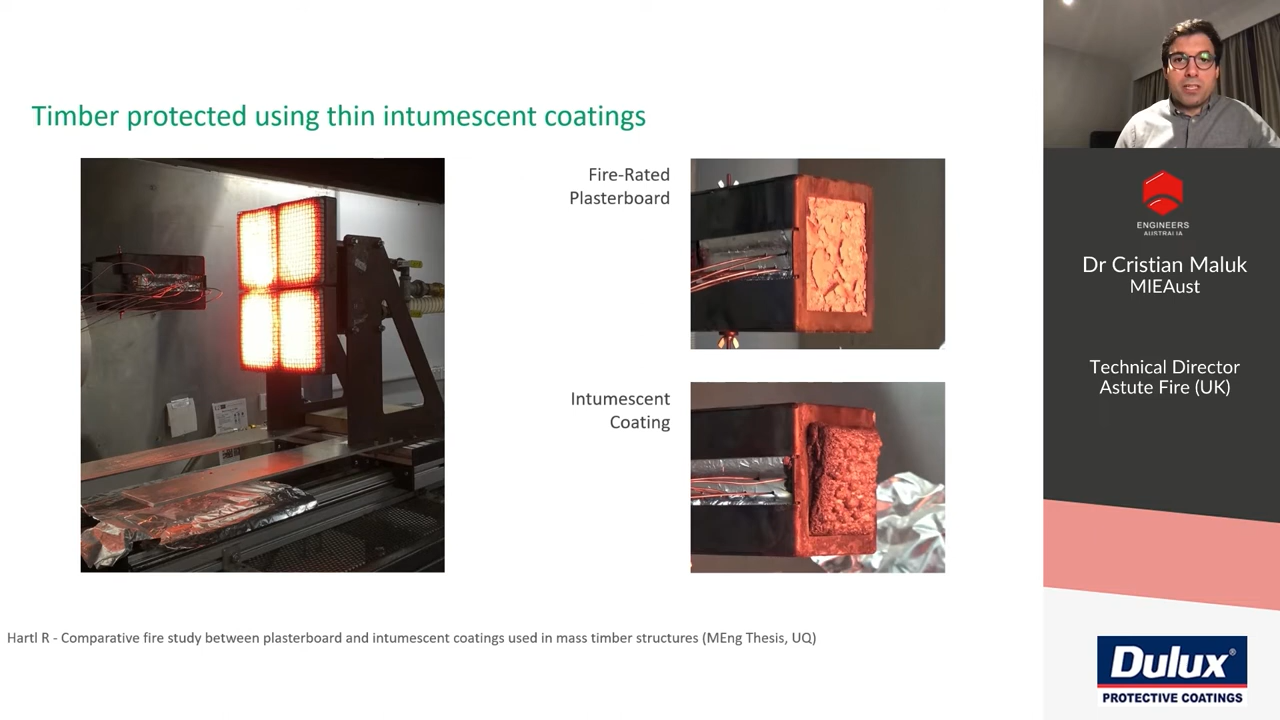 Timber protected using thin intumescent coatings
Fire-Rated
Plasterboard
Intumescent
Coating
Hartl R - Comparative fire study between plasterboard and intumescent coatings used in mass timber structures (MEng Thesis, UQ)
ENGINEERS
AUSTRALIA
Dr Cristian Maluk
MIEAust
Technical Director
Astute Fire (UK)
Dulux®
PROTECTIVE COATINGS